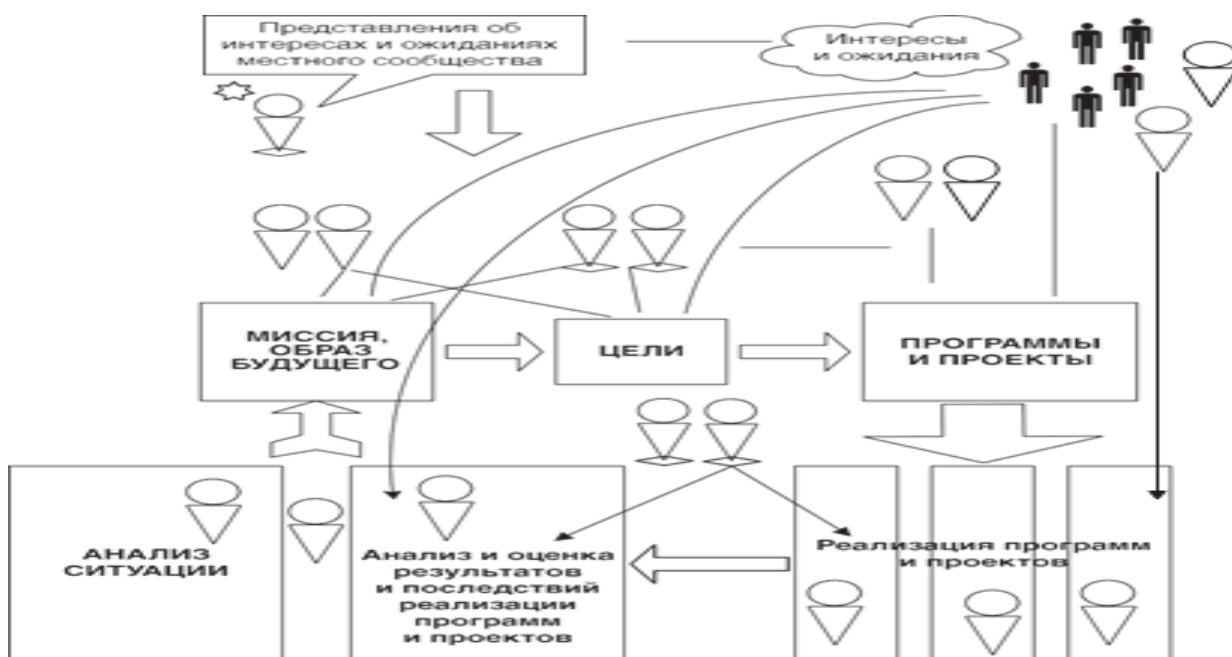 Представления об
интересах и ожиданиях
местного сообщества
Интересы
и ожидания
МИССИЯ,
ОБРАЗ
БУДУЩЕГО
ЦЕЛИ
ПРОГРАММЫ
И ПРОЕКТЫ
АНАЛИЗ
СИТУАЦИИ
Анализ и оценка
результатов
и последствий
реализации
программ
и проектов
Реализация программ
и проектов